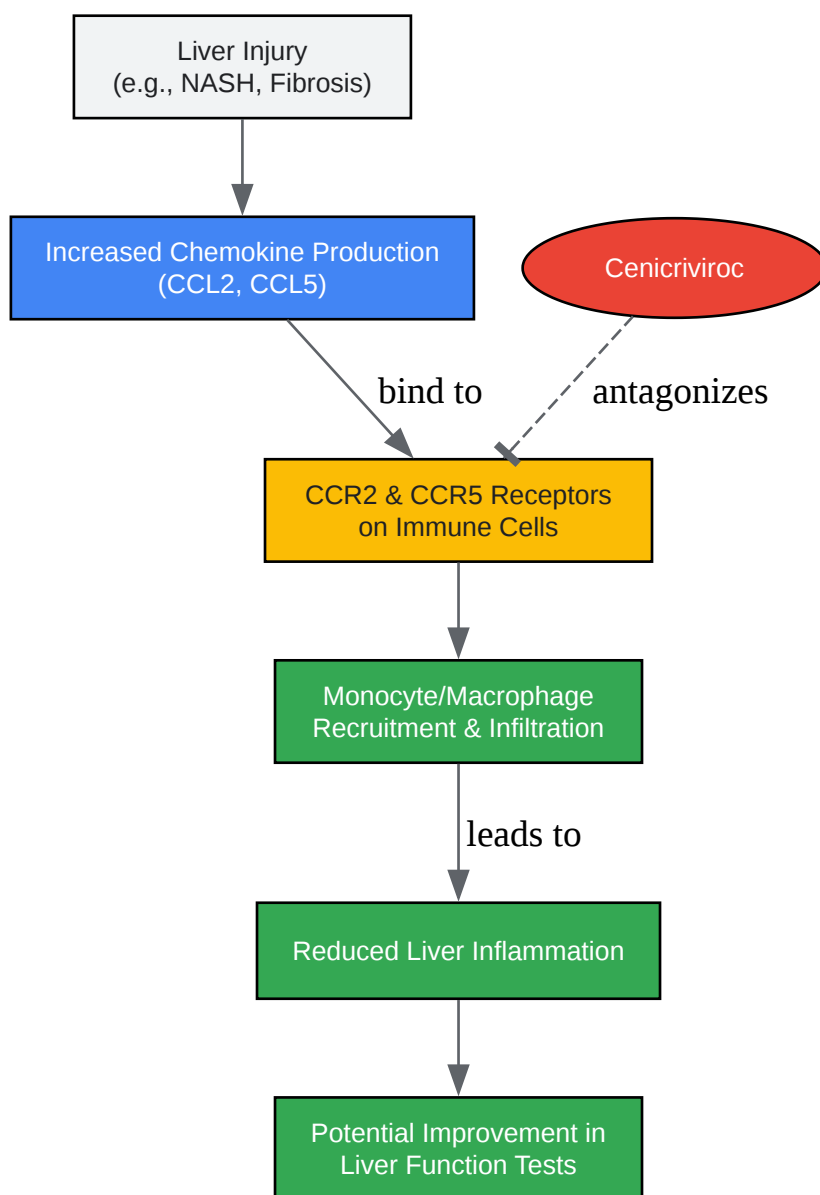 Liver Injury
(e.g., NASH, Fibrosis)
Increased Chemokine Production
(CCL2, CCL5)
Cenicriviroc
bind to
antagonizes
CCR2 & CCR5 Receptors
on Immune Cells
Monocyte/Macrophage
Recruitment & Infiltration
leads to
Reduced Liver Inflammation
Potential Improvement in
Liver Function Tests